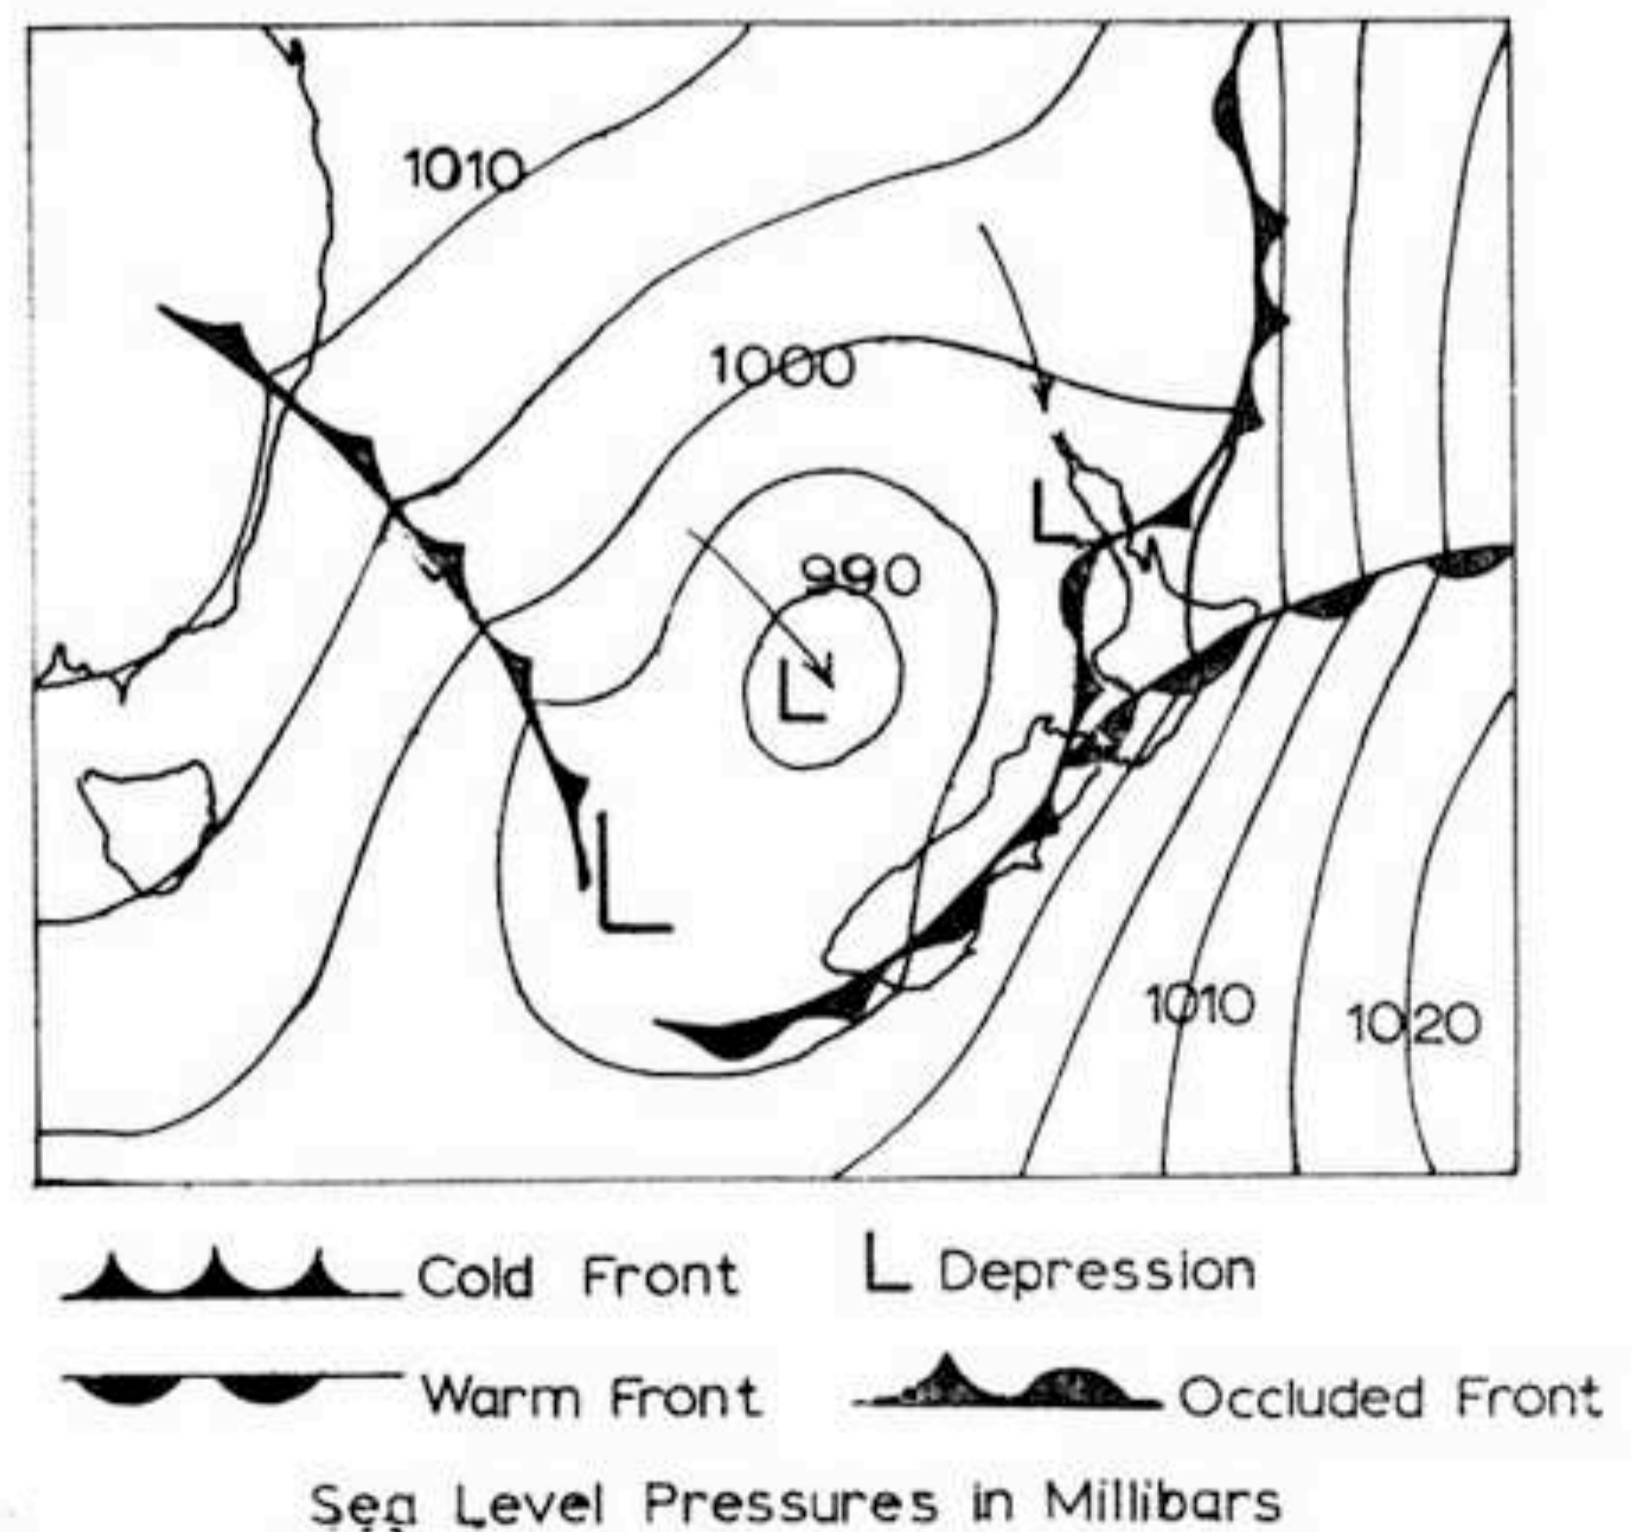 1010
1000
L
990
L
L
1010
1020
Cold Front
L Depression
Warm Front
Occluded Front
Sea Level Pressures in Millibars